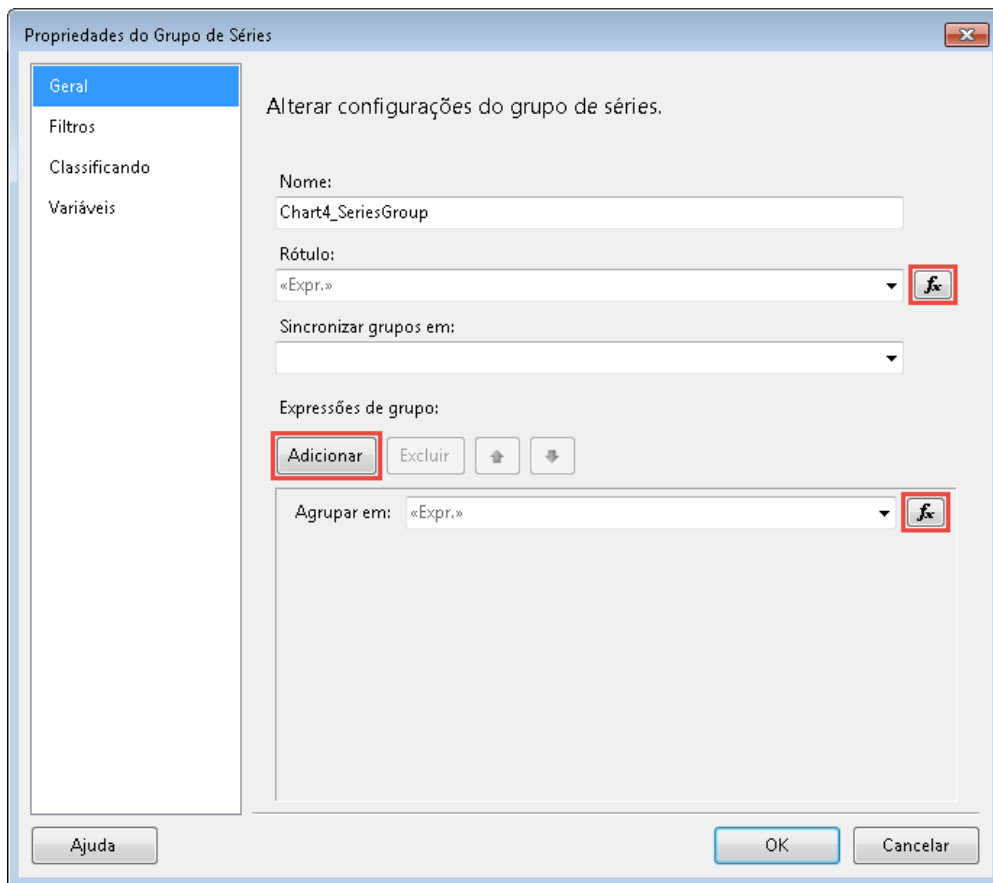 Propriedades do Grupo de Séries
Geral
Filtros
Classificando
Variáveis
Alterar configurações do grupo de séries.
Nome:
Chart4_SeriesGroup
Rótulo:
«Expr.»
fx
Sincronizar grupos em:
Expressões de grupo:
Adicionar
Excluir
Agrupar em:
«Expr.»
fx
Ajuda
OK
Cancelar